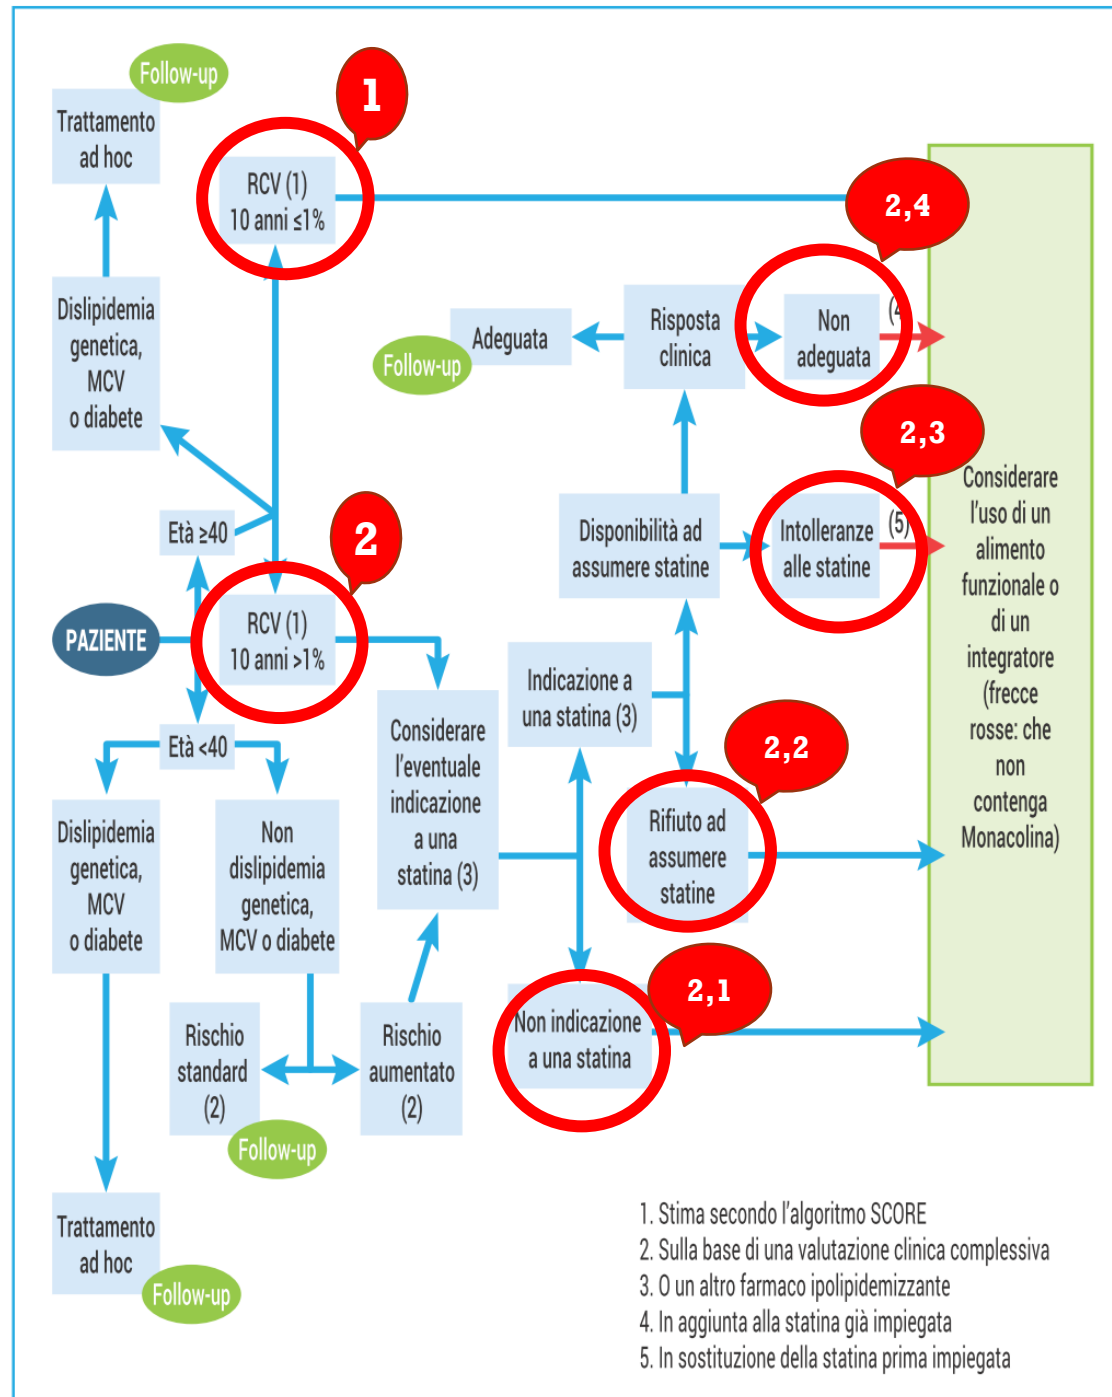 Follow-up
Trattamento
ad hoc
1
RCV (1)
10 anni ≤1%
2,4
Dislipidemia
genetica,
MCV
o diabete
Follow-up
Adeguata
Risposta
clinica
Non
adeguata
(4
2,3
Età ≥40
2
Disponibilità ad
assumere statine
Intolleranze
alle statine
(5)
Considerare
l'uso di un
alimento
funzionale o
di un
integratore
(frecce
rosse: che
non
contenga
Monacolina)
PAZIENTE
RCV (1)
10 anni >1%
Indicazione a
una statina (3)
Età <40
Considerare
l'eventuale
indicazione
a una
statina (3)
2,2
Dislipidemia
genetica,
MCV
o diabete
Non
dislipidemia
genetica,
MCV o diabete
Rifiuto ad
assumere
statine
2,1
Non indicazione
a una statina
Rischio
standard
(2)
Rischio
aumentato
(2)
Follow-up
Trattamento
ad hoc
Follow-up
1. Stima secondo l'algoritmo SCORE
2. Sulla base di una valutazione clinica complessiva
3. O un altro farmaco ipolipidemizzante
4. In aggiunta alla statina già impiegata
5. In sostituzione della statina prima impiegata